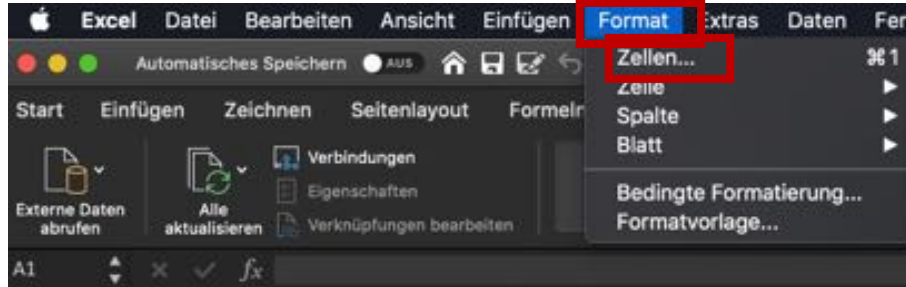 Excel Datei Bearbeiten Ansicht Einfügen Format Extras Daten
Automatisches Speichern AUS
Zellen... ⌘1
Zelle
Spalte
Blatt
Bedingte Formatierung...
Formatvorlage...
Start Einfügen Zeichnen Seitenlayout
Verbindungen
Eigenschaften
Verknüpfungen bearbeiten
Externe Daten
abrufen
Alle
aktualisieren
A1 fx